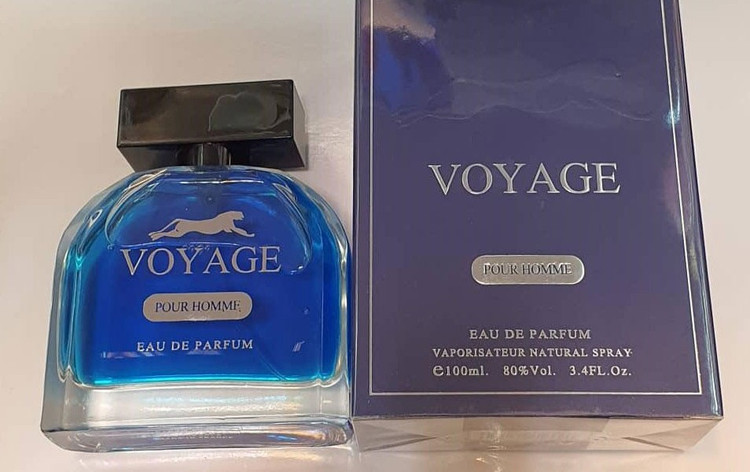 VOYAGE
POUR HOMME
EAU DE PARFUM
VOYAGE
POUR HOMME
EAU DE PARFUM
VAPORISATEUR NATURAL SPRAY
℮100ml. 80%Vol. 3.4FL.Oz.